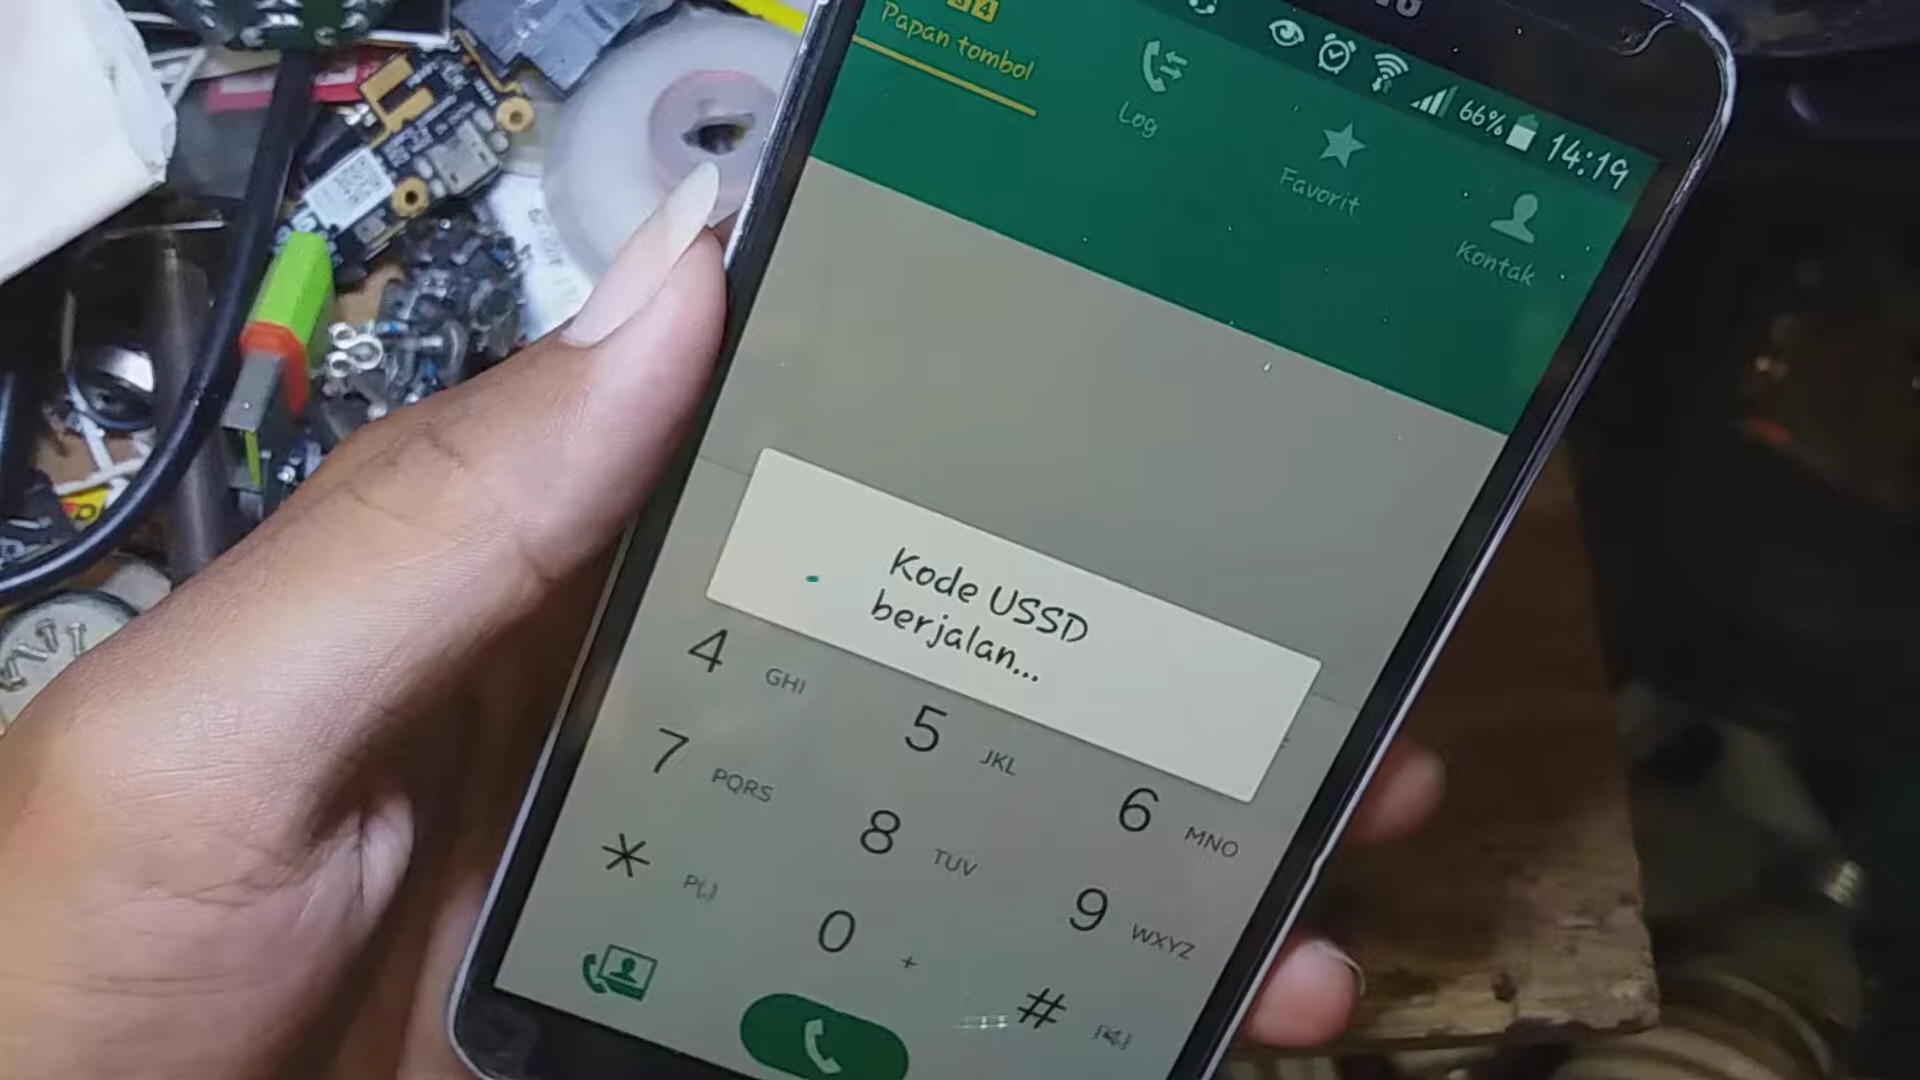 66% 14:19
Papan tombol
Log
Favorit
Kontak
Kode USSD
berjalan...
4 GHI
5 JKL
6 MNO
7 PQRS
8 TUV
9 WXYZ
* P(,)
0 +
#